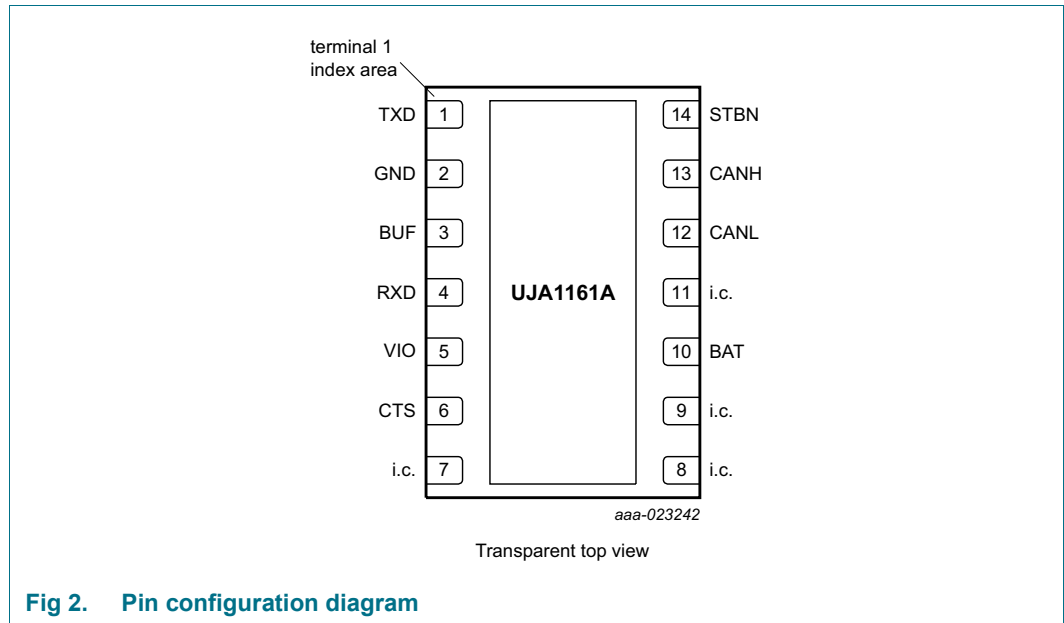 terminal 1
index area
TXD 1
GND 2
BUF 3
RXD 4
VIO 5
CTS 6
i.c. 7
UJA1161A
14 STBN
13 CANH
12 CANL
11 i.c.
10 BAT
9 i.c.
8 i.c.
aaa-023242
Transparent top view
Fig 2. Pin configuration diagram